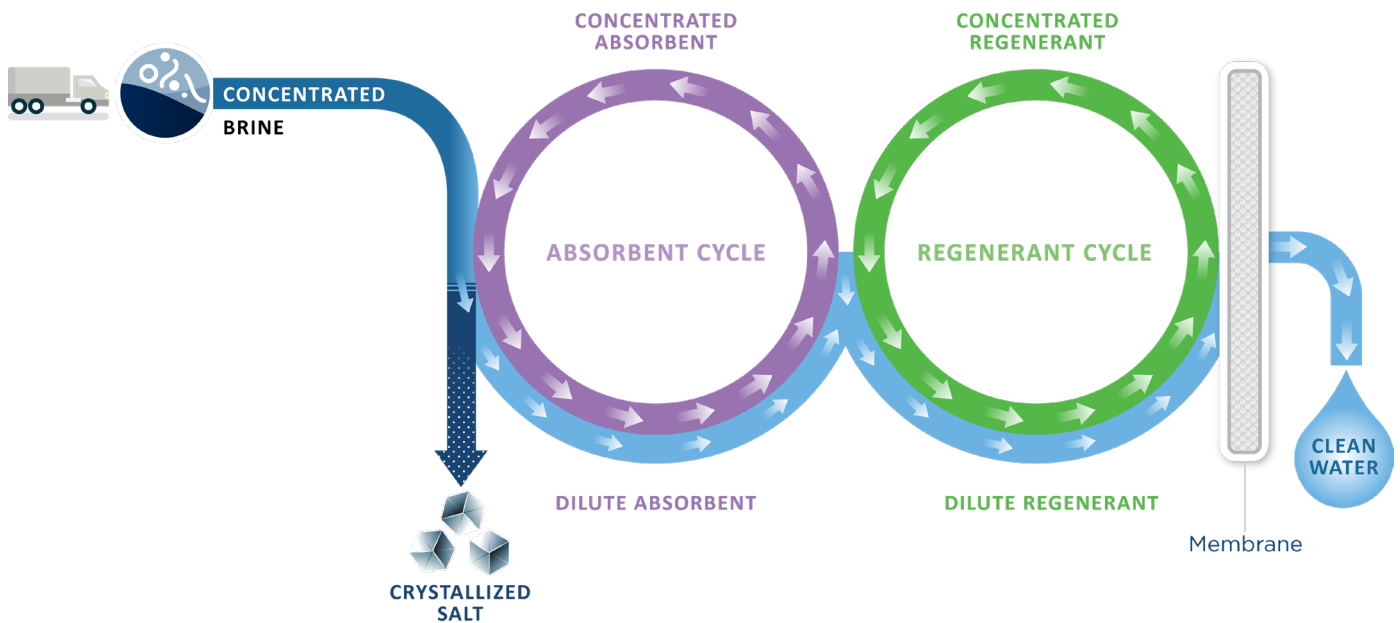 CONCENTRATED
ABSORBENT
CONCENTRATED
REGENERANT
CONCENTRATED
BRINE
ABSORBENT CYCLE
REGENERANT CYCLE
CLEAN
WATER
DILUTE ABSORBENT
DILUTE REGENERANT
Membrane
CRYSTALLIZED
SALT